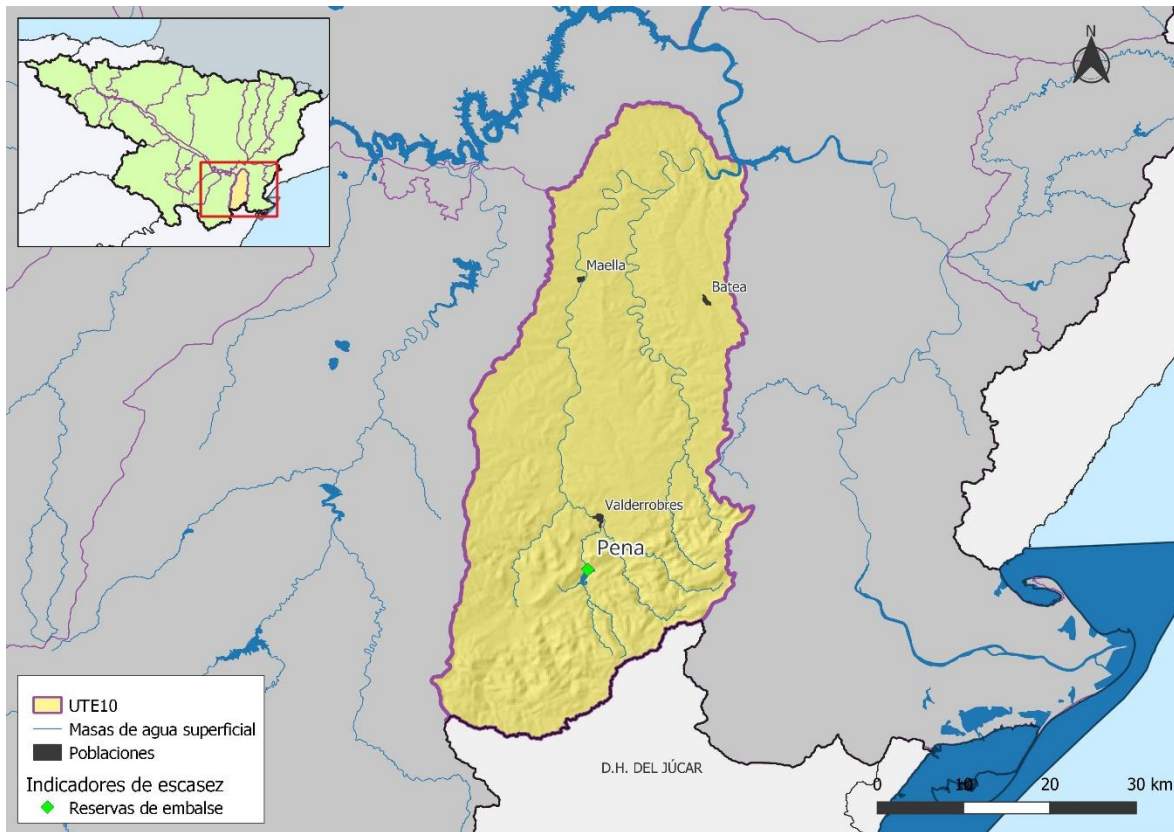 N
Maella
Batea
Valderrobres
Pena
UTE10
Masas de agua superficial
Poblaciones
Indicadores de escasez
Reservas de embalse
D.H. DEL JÚCAR
0 10 20 30 km